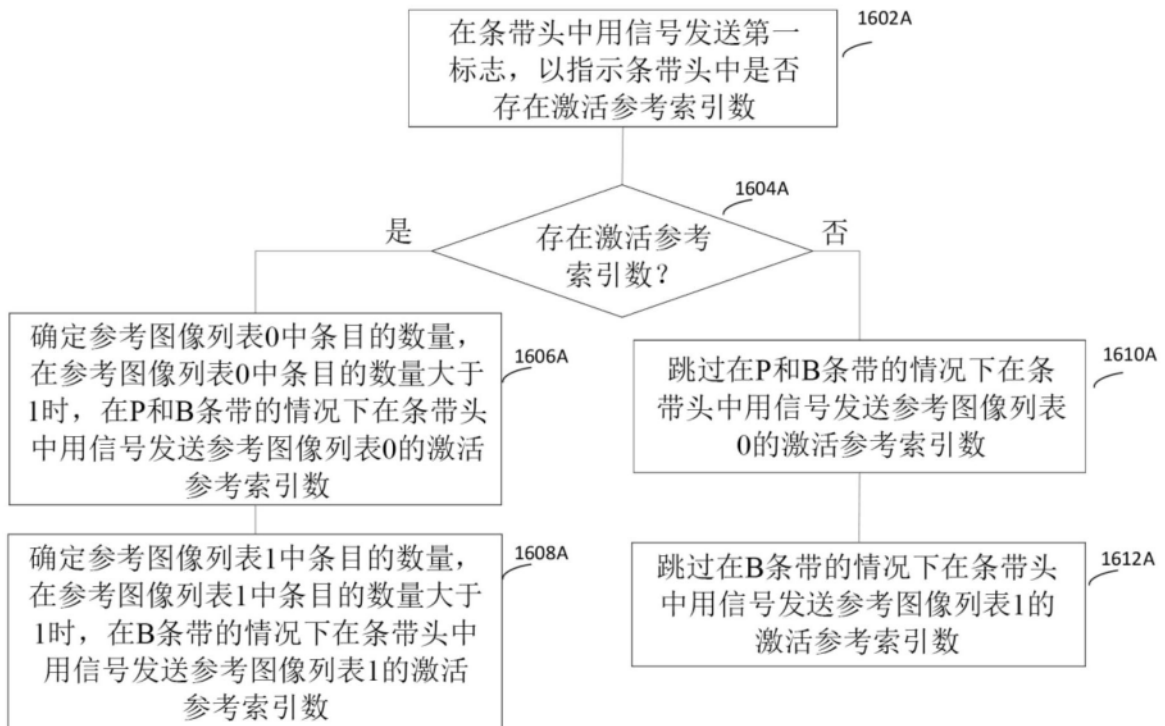 在条带头中用信号发送第一
标志，以指示条带头中是否
存在激活参考索引数
1602A
1604A
是
存在激活参考
索引数？
否
确定参考图像列表0中条目的数量，
在参考图像列表0中条目的数量大于
1时，在P和B条带的情况下在条带头
中用信号发送参考图像列表0的激活
参考索引数
1606A
跳过在P和B条带的情况下在条
带头中用信号发送参考图像列表
0的激活参考索引数
1610A
确定参考图像列表1中条目的数量，
在参考图像列表1中条目的数量大于
1时，在B条带的情况下在条带头中
用信号发送参考图像列表1的激活
参考索引数
1608A
跳过在B条带的情况下在条带头
中用信号发送参考图像列表1的
激活参考索引数
1612A